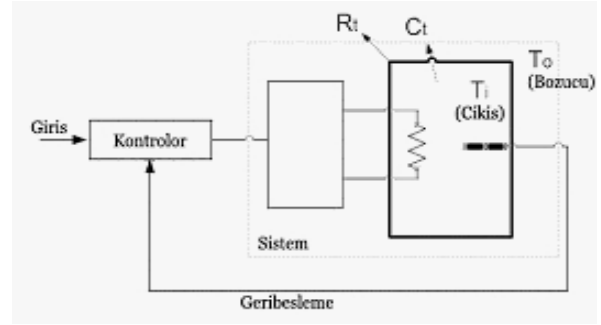 Rt
Ct
To
(Bozucu)
Ti
(Cikis)
Giris
Kontrolor
Sistem
Geribesleme